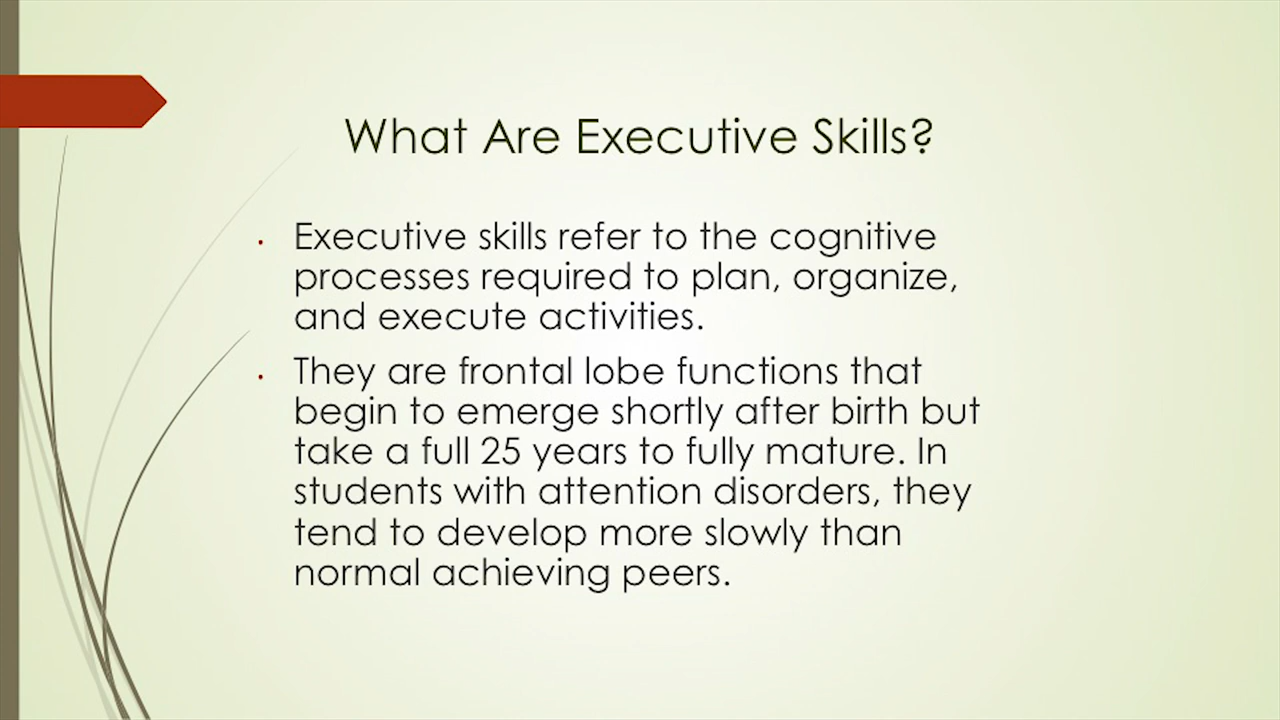 What Are Executive Skills?
• Executive skills refer to the cognitive
processes required to plan, organize,
and execute activities.
• They are frontal lobe functions that
begin to emerge shortly after birth but
take a full 25 years to fully mature. In
students with attention disorders, they
tend to develop more slowly than
normal achieving peers.